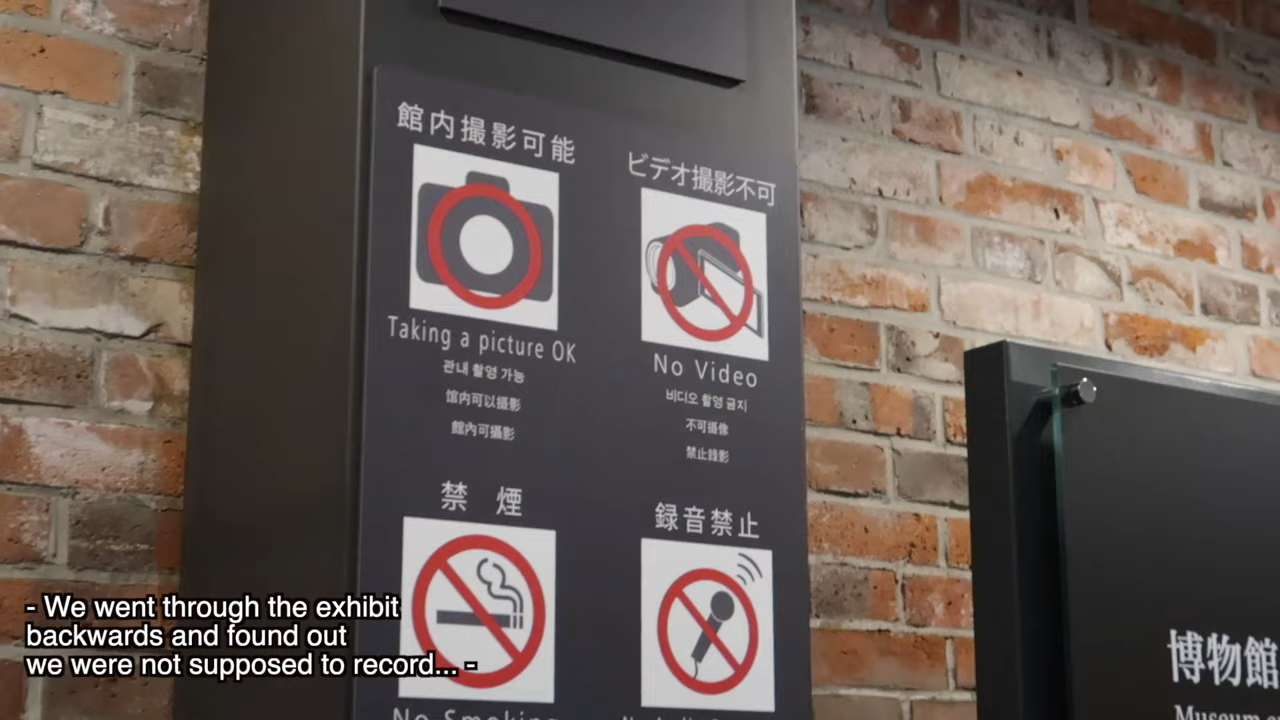 館内撮影可能
Taking a picture OK
관내 촬영 가능
馆内可以摄影
館內可攝影
ビデオ撮影不可
No Video
비디오 촬영 금지
不可摄像
禁止錄影
禁 煙
No Smoking
録音禁止
博物館
Museum
- We went through the exhibit
backwards and found out
we were not supposed to record... -